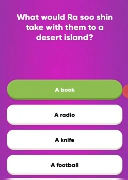 What would Ra soo shin
take with them to a
desert island?
A book
A radio
A knife
A football